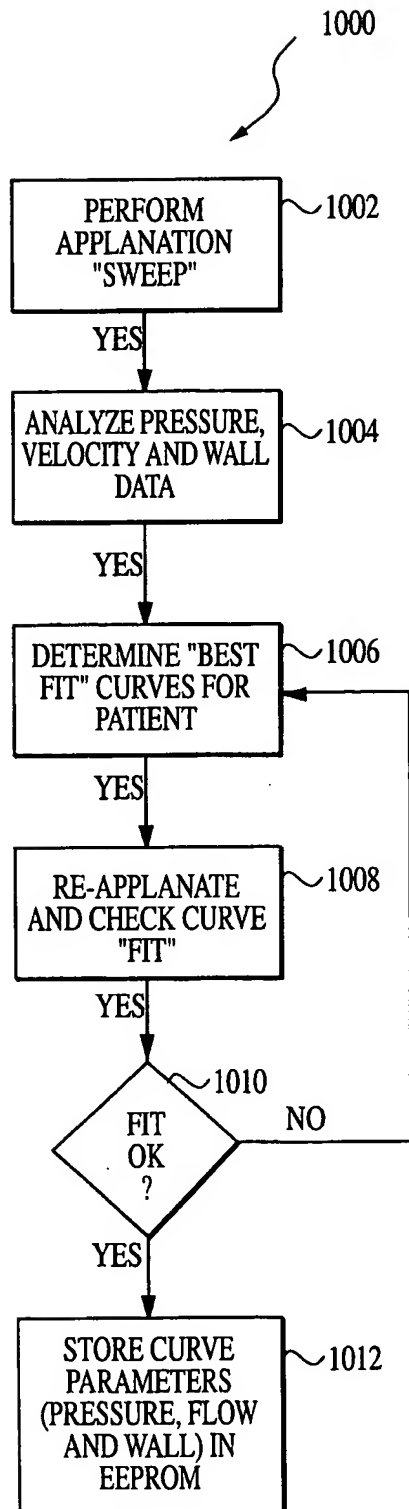 1000
PERFORM
APPLANATION
"SWEEP"
1002
YES
ANALYZE PRESSURE,
VELOCITY AND WALL
DATA
1004
YES
DETERMINE "BEST
FIT" CURVES FOR
PATIENT
1006
YES
RE-APPLANATE
AND CHECK CURVE
"FIT"
1008
YES
1010
FIT
OK
?
NO
YES
STORE CURVE
PARAMETERS
(PRESSURE, FLOW
AND WALL) IN
EEPROM
1012